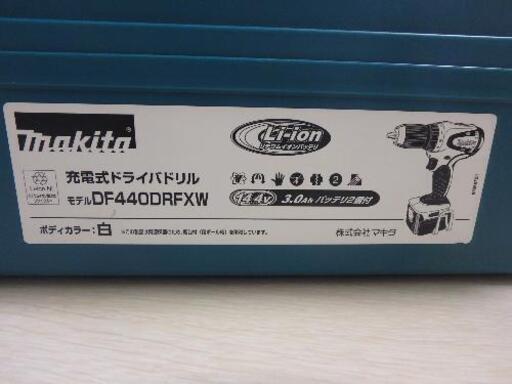 makita
Li-ion
リチウムイオンバッテリ
充電式ドライバドリル
モデル DF440DRFXW
14.4V 3.0Ah バッテリ2個付
ボディカラー:白
株式会社マキタ
makita